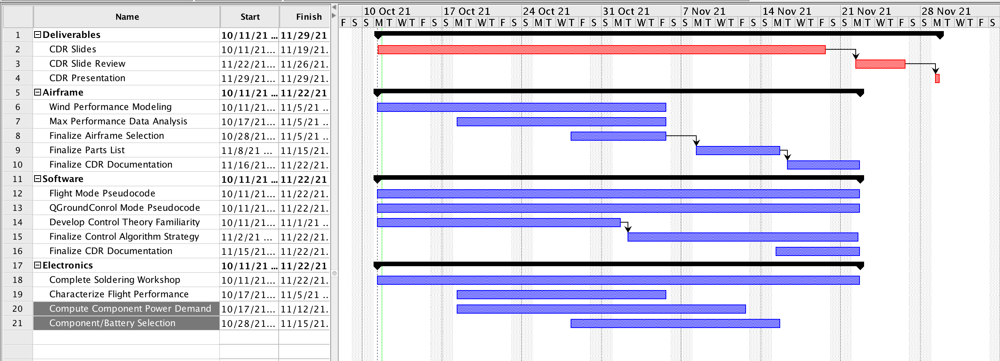 Name Start Finish
10 Oct 21 17 Oct 21 24 Oct 21 31 Oct 21 7 Nov 21 14 Nov 21 21 Nov 21 28 Nov 21
F S S M T W T F S S M T W T F S S M T W T F S S M T W T F S S M T W T F S S M T W T F S S M T W T F S S M T W T F S
1 Deliverables 10/11/21 ... 11/29/21
2 CDR Slides 10/11/21... 11/19/21.
3 CDR Slide Review 11/22/21... 11/26/21.
4 CDR Presentation 11/29/21... 11/29/21.
5 Airframe 10/11/21 ... 11/22/21
6 Wind Performance Modeling 10/11/21... 11/5/21 ..
7 Max Performance Data Analysis 10/17/21... 11/5/21 ..
8 Finalize Airframe Selection 10/28/21... 11/5/21 ..
9 Finalize Parts List 11/8/21 ... 11/15/21.
10 Finalize CDR Documentation 11/16/21... 11/22/21.
11 Software 10/11/21 ... 11/22/21
12 Flight Mode Pseudocode 10/11/21... 11/22/21.
13 QGroundConrol Mode Pseudocode 10/11/21... 11/22/21.
14 Develop Control Theory Familiarity 10/11/21... 11/1/21 ..
15 Finalize Control Algorithm Strategy 11/2/21 ... 11/22/21.
16 Finalize CDR Documentation 11/15/21... 11/22/21.
17 Electronics 10/11/21 ... 11/22/21
18 Complete Soldering Workshop 10/11/21... 11/22/21.
19 Characterize Flight Performance 10/17/21... 11/5/21 ..
20 Compute Component Power Demand 10/17/21... 11/12/21.
21 Component/Battery Selection 10/28/21... 11/15/21.